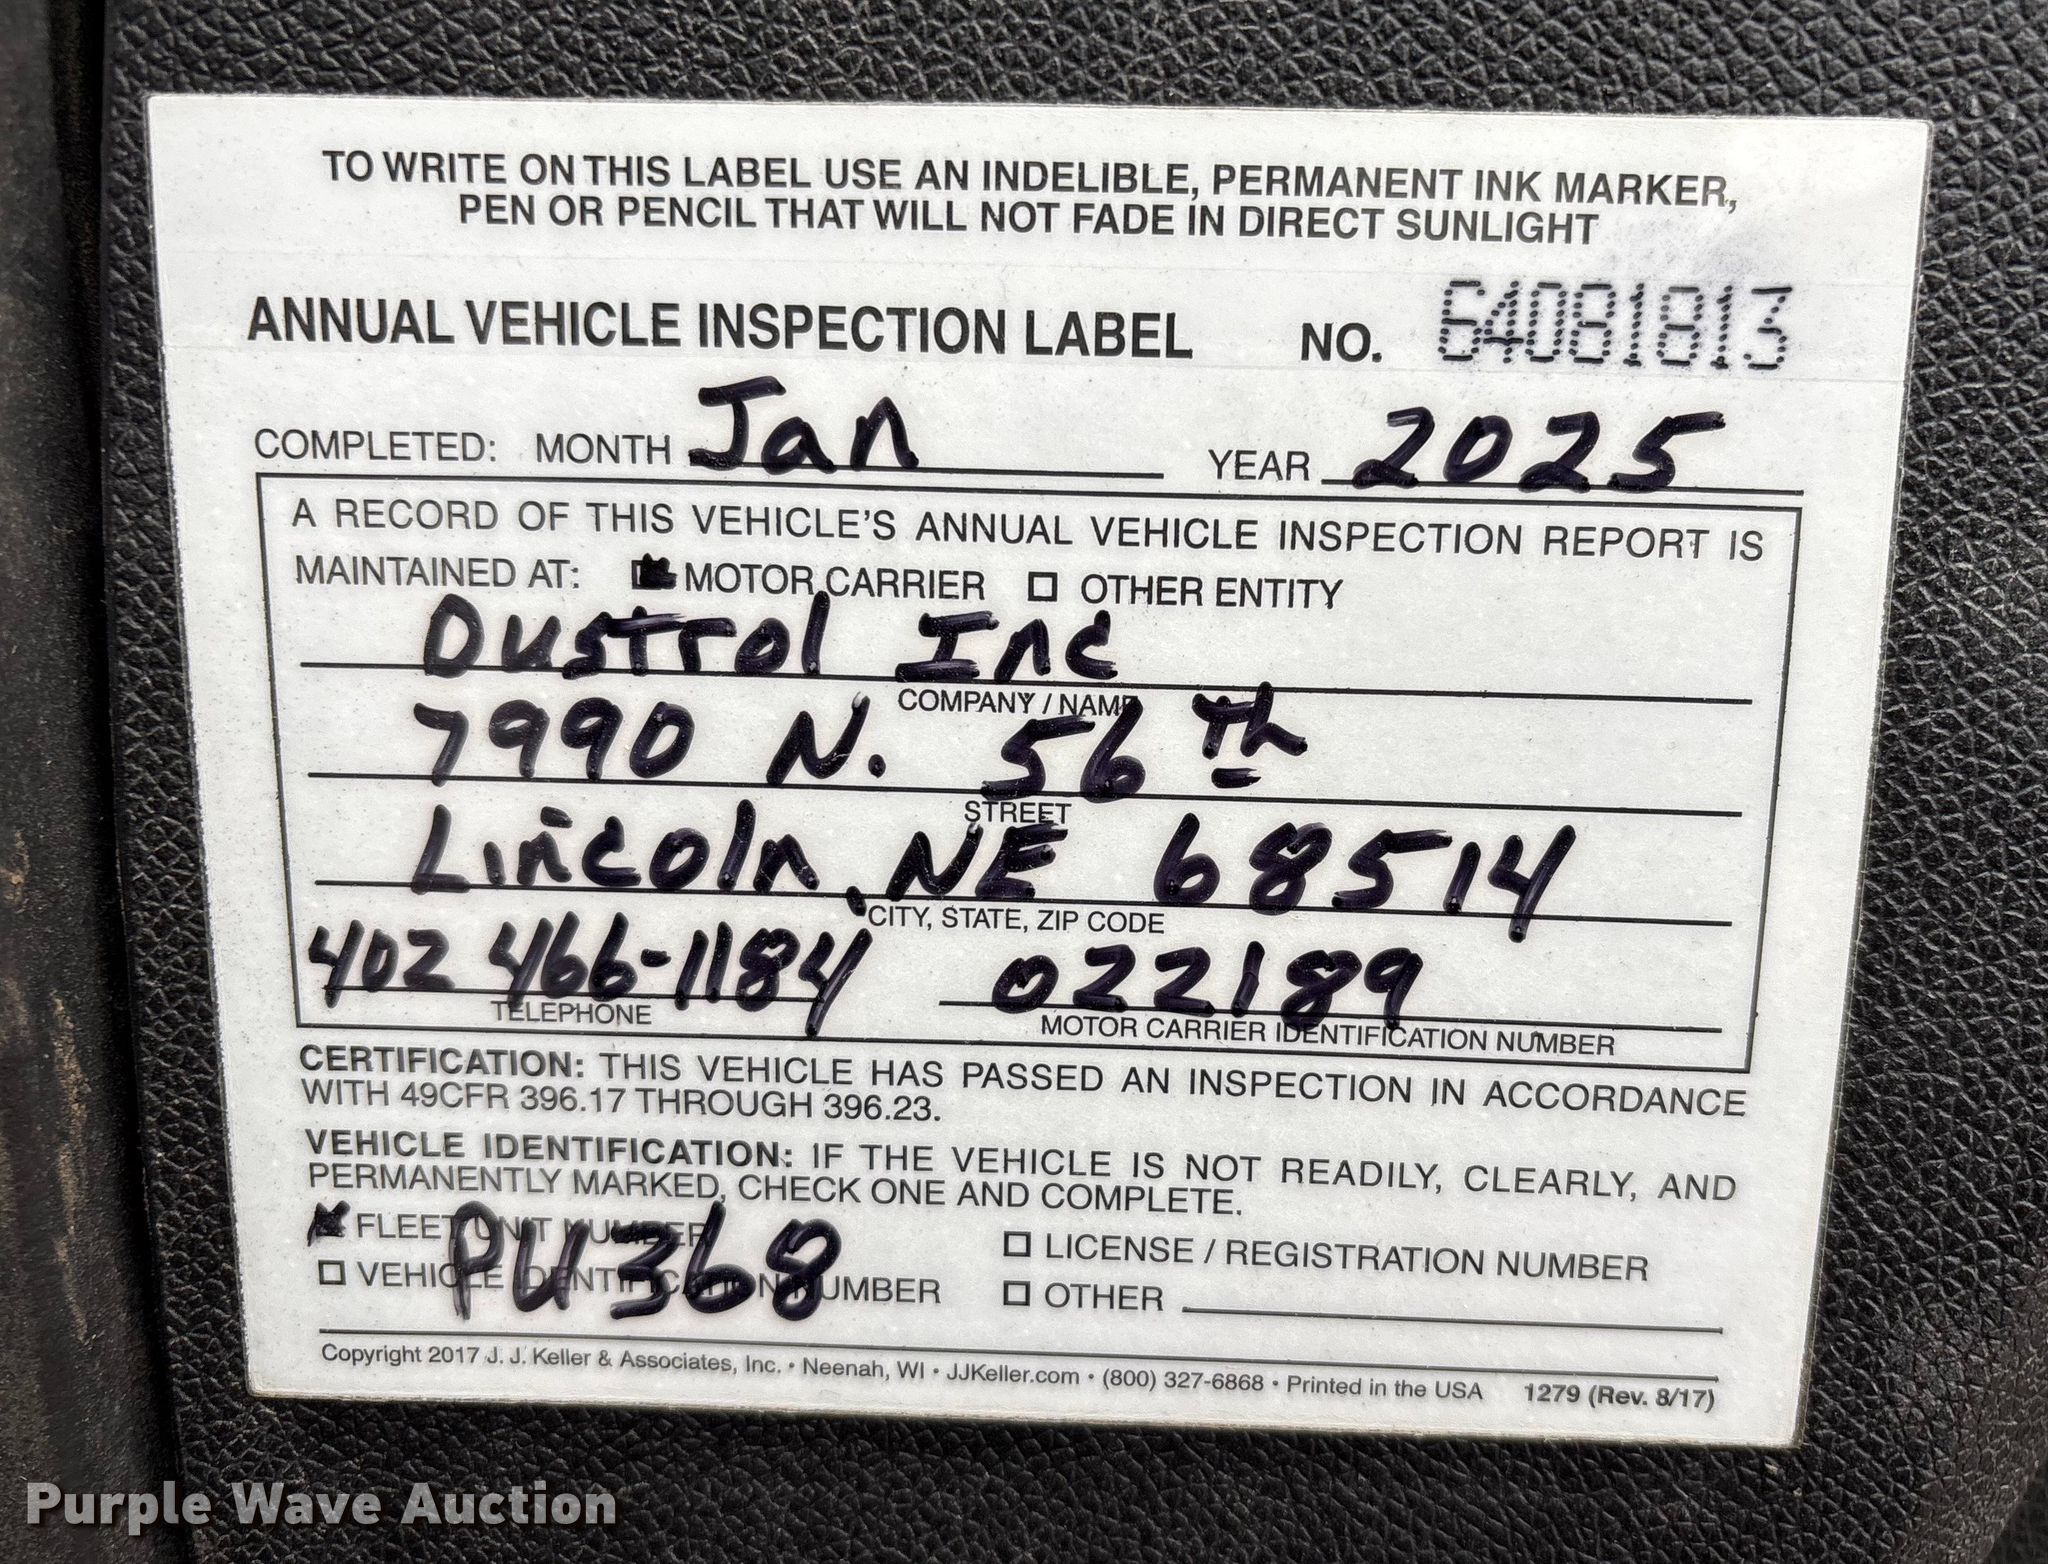 TO WRITE ON THIS LABEL USE AN INDELIBLE, PERMANENT INK MARKER,
PEN OR PENCIL THAT WILL NOT FADE IN DIRECT SUNLIGHT
ANNUAL VEHICLE INSPECTION LABEL NO. 64081813
COMPLETED: MONTH Jan YEAR 2025
A RECORD OF THIS VEHICLE'S ANNUAL VEHICLE INSPECTION REPORT IS
MAINTAINED AT: MOTOR CARRIER ☐ OTHER ENTITY
Dustrol Inc
COMPANY / NAME
7990 N. 56th
STREET
Lincoln, NE 68514
CITY, STATE, ZIP CODE
402 466-1184 022189
TELEPHONE MOTOR CARRIER IDENTIFICATION NUMBER
CERTIFICATION: THIS VEHICLE HAS PASSED AN INSPECTION IN ACCORDANCE
WITH 49CFR 396.17 THROUGH 396.23.
VEHICLE IDENTIFICATION: IF THE VEHICLE IS NOT READILY, CLEARLY, AND
PERMANENTLY MARKED, CHECK ONE AND COMPLETE.
FLEET UNIT NUMBER ☐ LICENSE / REGISTRATION NUMBER
PU368
☐ VEHICLE IDENTIFICATION NUMBER ☐ OTHER
Copyright 2017 J. J. Keller & Associates, Inc. • Neenah, WI • JJKeller.com • (800) 327-6868 • Printed in the USA 1279 (Rev. 8/17)
Purple Wave Auction